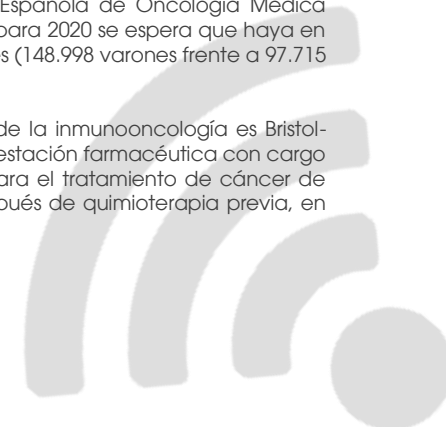 Española de Oncología Médica
para 2020 se espera que haya en
s (148.998 varones frente a 97.715
de la inmunooncología es Bristol-
estación farmacéutica con cargo
ara el tratamiento de cáncer de
pués de quimioterapia previa, en